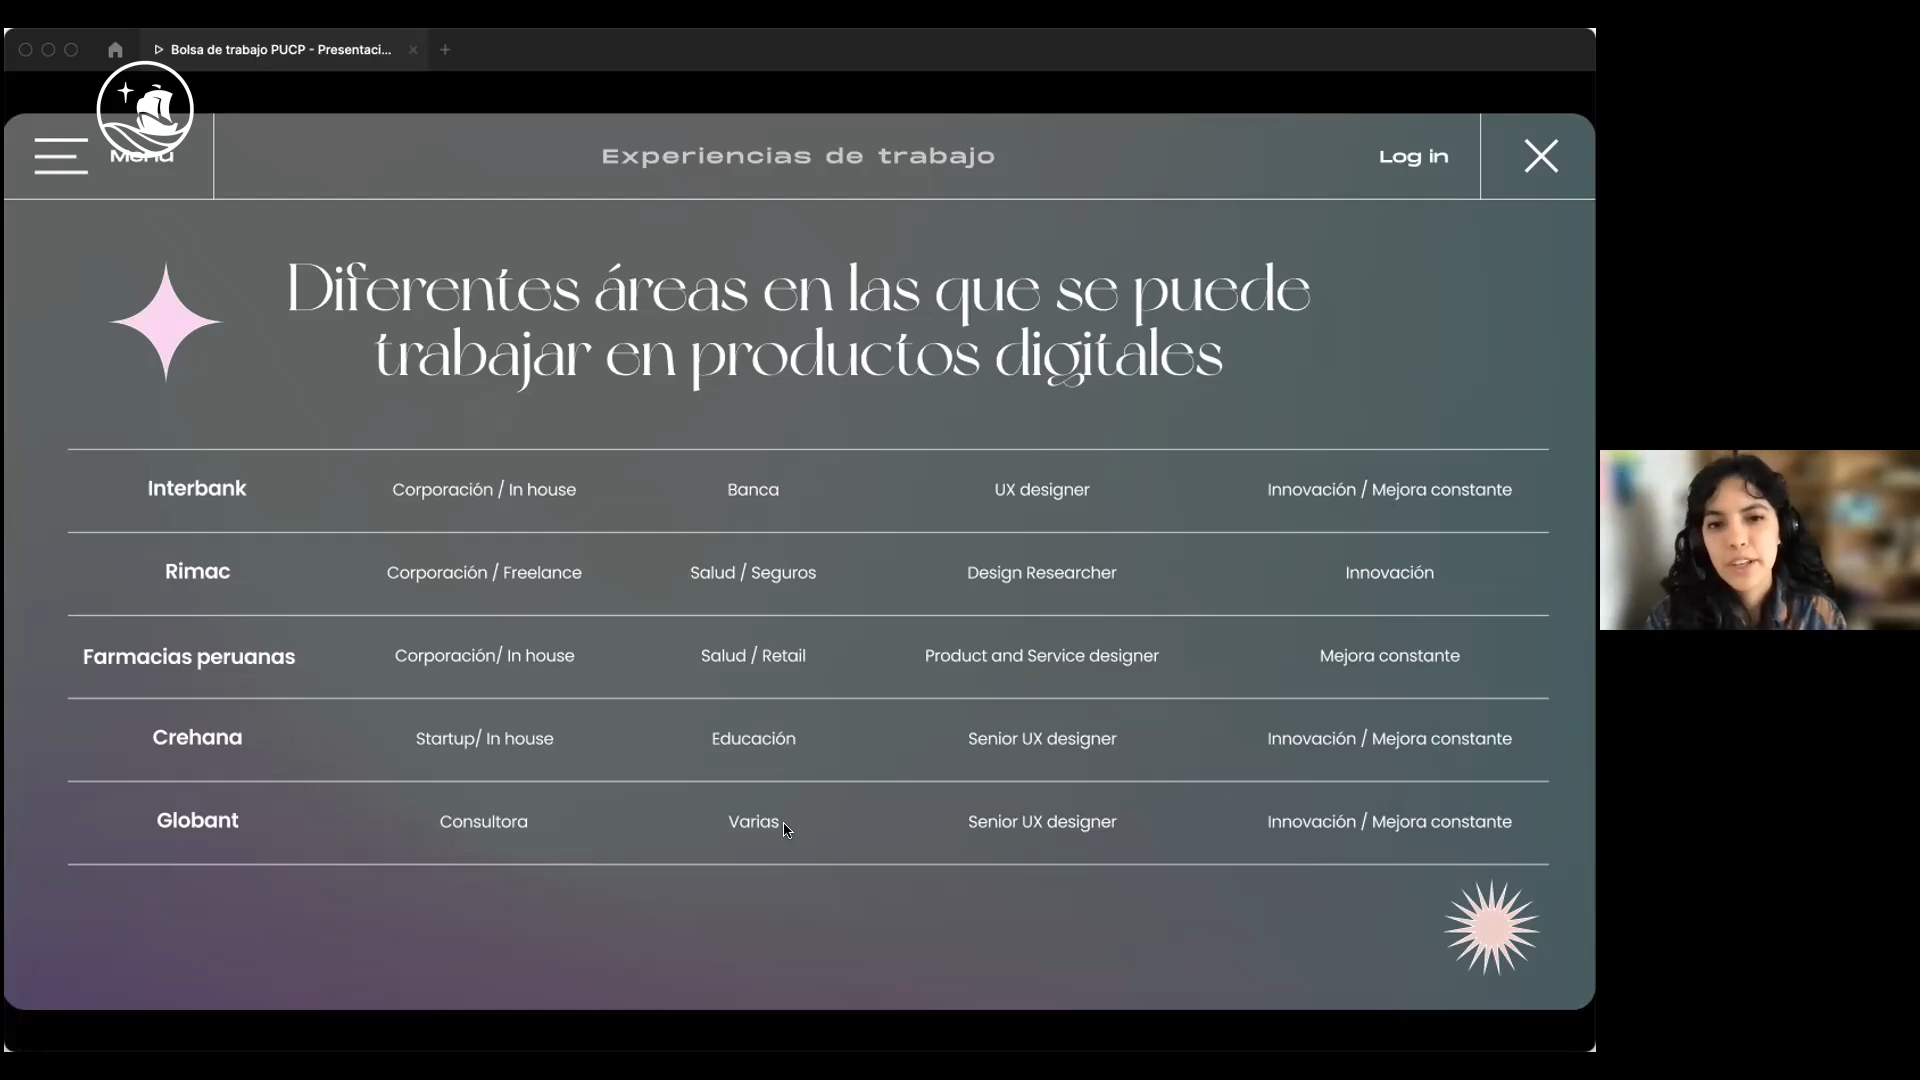 Bolsa de trabajo PUCP - Presentaci...
Menú
Experiencias de trabajo
Log in
Diferentes áreas en las que se puede
trabajar en productos digitales
Interbank Corporación / In house Banca UX designer Innovación / Mejora constante
Rimac Corporación / Freelance Salud / Seguros Design Researcher Innovación
Farmacias peruanas Corporación/ In house Salud / Retail Product and Service designer Mejora constante
Crehana Startup/ In house Educación Senior UX designer Innovación / Mejora constante
Globant Consultora Varias Senior UX designer Innovación / Mejora constante